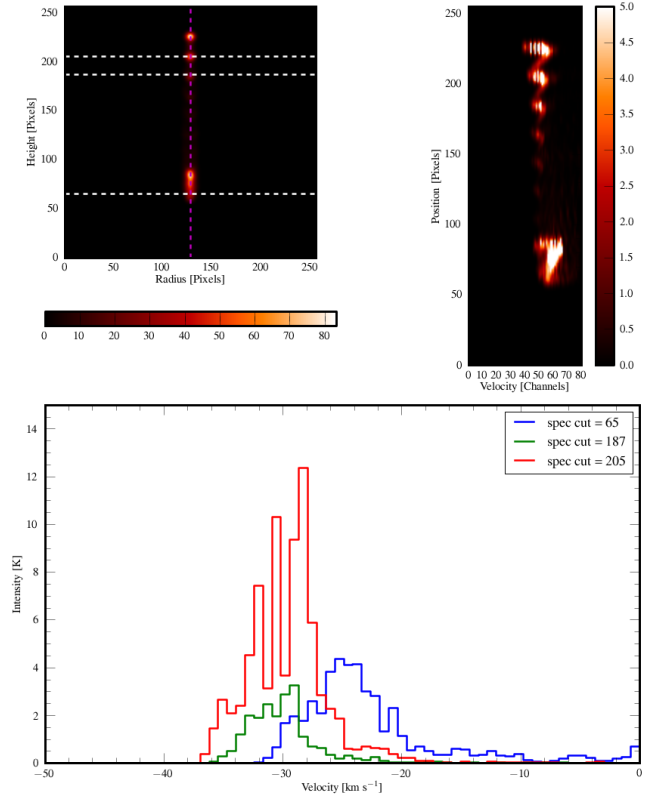 250
200
150
100
50
0
Height [Pixels]
0 50 100 150 200 250
Radius [Pixels]
0 10 20 30 40 50 60 70 80
250
200
150
100
50
0
Position [Pixels]
0 10 20 30 40 50 60 70 80
Velocity [Channels]
5.0
4.5
4.0
3.5
3.0
2.5
2.0
1.5
1.0
0.5
0.0
14
12
10
8
6
4
2
0
Intensity [K]
spec cut = 65
spec cut = 187
spec cut = 205
−50 −40 −30 −20 −10 0
Velocity [km s⁻¹]